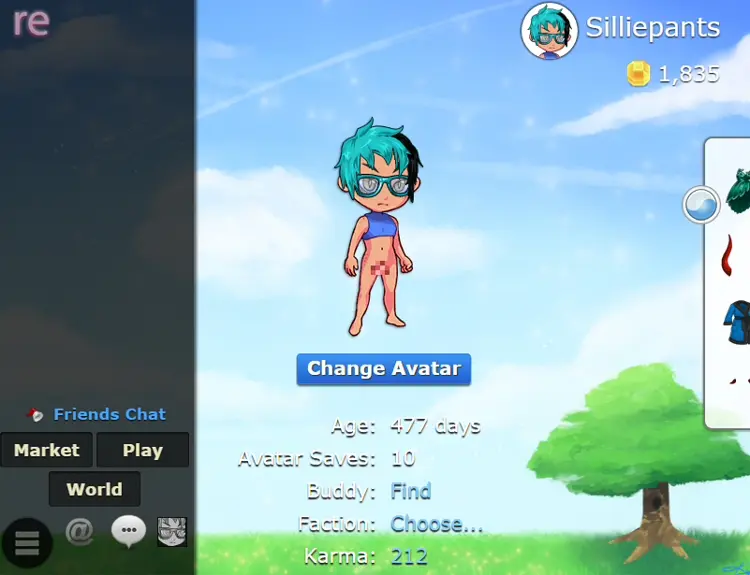 re
Silliepants
1,835
Change Avatar
Age: 477 days
Avatar Saves: 10
Buddy: Find
Faction: Choose...
Karma: 212
Friends Chat
Market Play
World
@